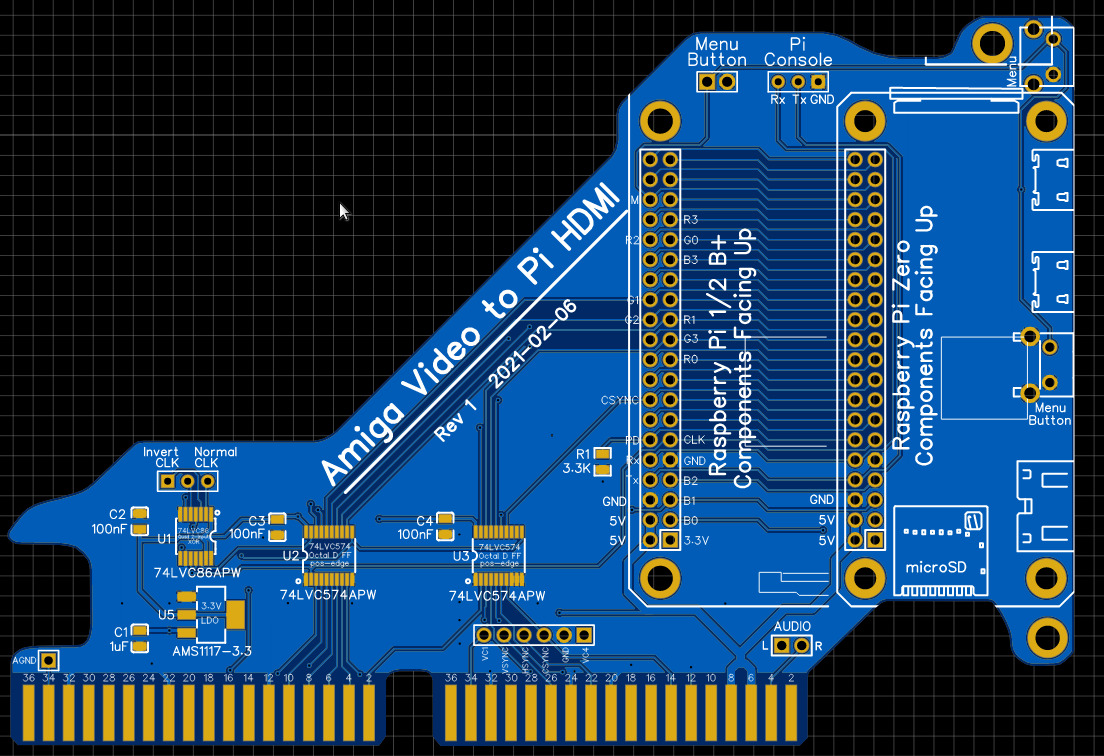 Menu
Button
Pi
Console
Rx Tx GND
Menu
Amiga Video to Pi HDMI
2021-02-06
Rev 1
M
R3
R2
G0
B3
G1
G2
R1
G3
R0
CSYNC
PD
CLK
Rx
GND
Tx
B2
GND
B1
5V
B0
5V
3.3V
Raspberry Pi 1/2 B+
Components Facing Up
GND
5V
5V
Raspberry Pi Zero
Components Facing Up
Menu
Button
microSD
R1
3.3K
Invert
CLK
Normal
CLK
C2
100nF
U1
74LVC86
Quad 2-input
XOR
74LVC86APW
C3
100nF
U2
74LVC574
Octal D FF
pos-edge
74LVC574APW
C4
100nF
U3
74LVC574
Octal D FF
pos-edge
74LVC574APW
U5
3.3V
LDO
AMS1117-3.3
C1
1uF
AGND
VC1
VSYNC
HSYNC
CSYNC
GND
VC4
AUDIO
L R
36 34 32 30 28 26 24 22 20 18 16 14 12 10 8 6 4 2
36 34 32 30 28 26 24 22 20 18 16 14 12 10 8 6 4 2